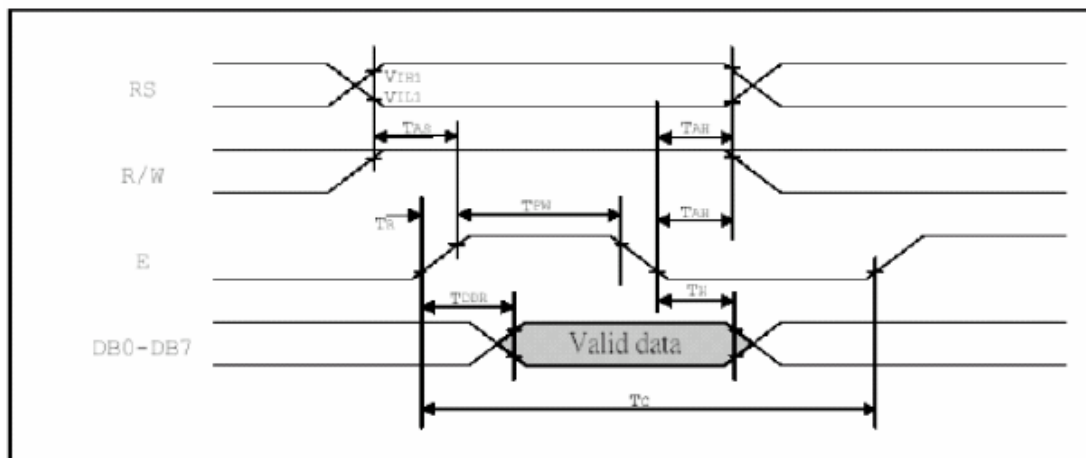 RS
VIH1
VIL1
TAS
TAH
R/W
TPW
TAH
TR
E
TDDR
TH
DB0-DB7
Valid data
TC